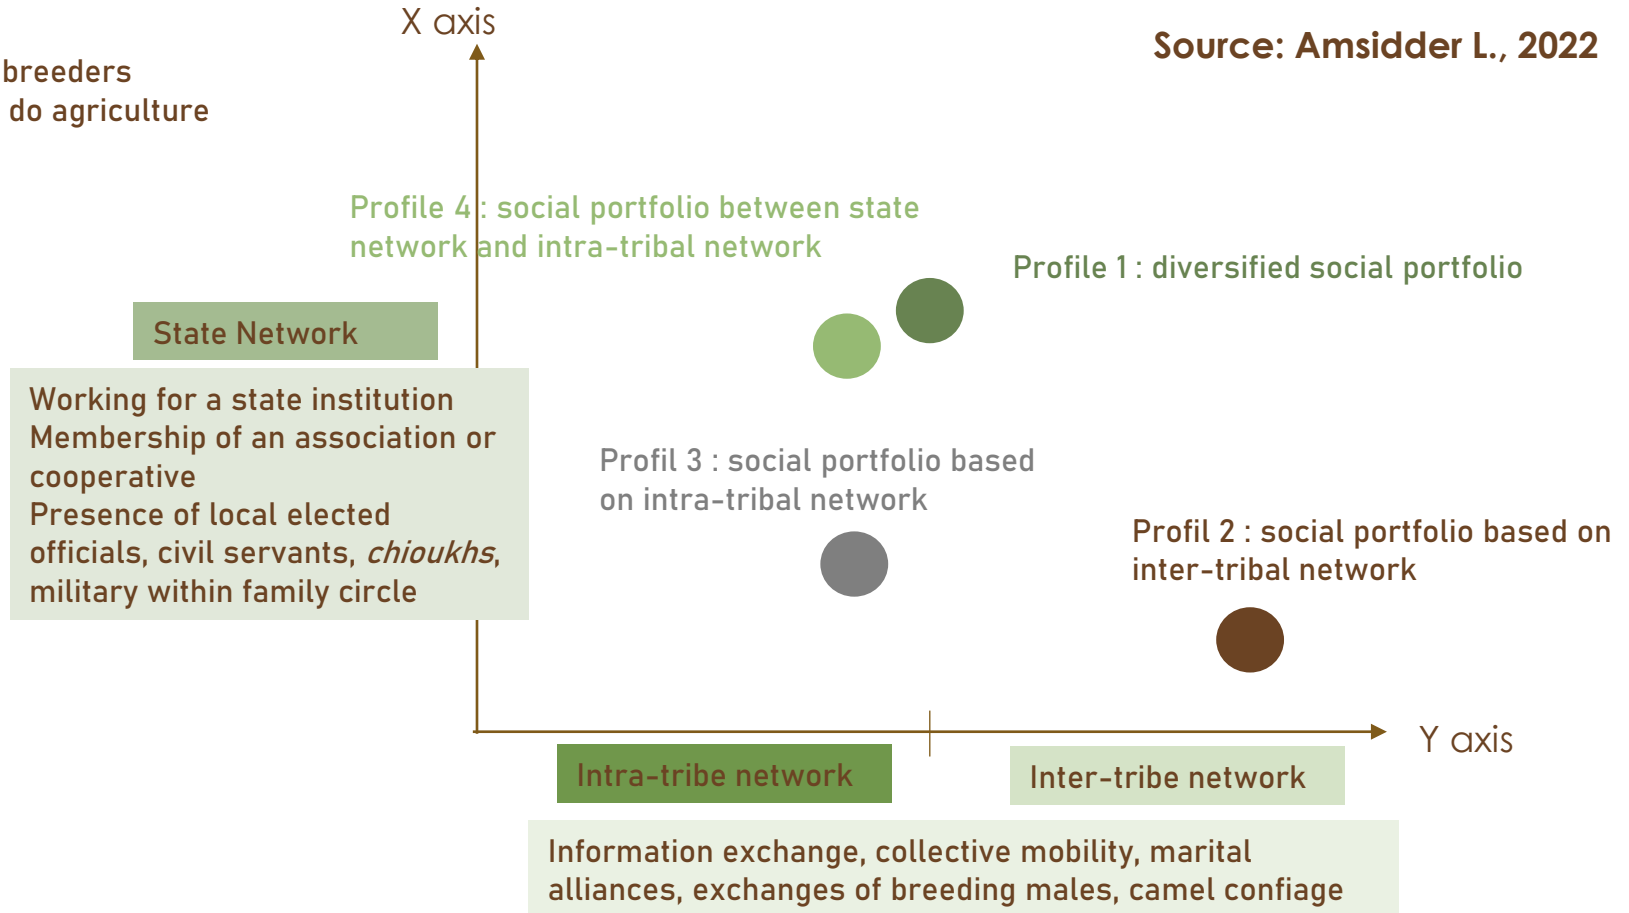 X axis
Source: Amsidder L., 2022
breeders
do agriculture
Profile 4 : social portfolio between state
network and intra-tribal network
Profile 1 : diversified social portfolio
State Network
Working for a state institution
Membership of an association or
cooperative
Presence of local elected
officials, civil servants, chioukhs,
military within family circle
Profil 3 : social portfolio based
on intra-tribal network
Profil 2 : social portfolio based on
inter-tribal network
Y axis
Intra-tribe network
Inter-tribe network
Information exchange, collective mobility, marital
alliances, exchanges of breeding males, camel confiage